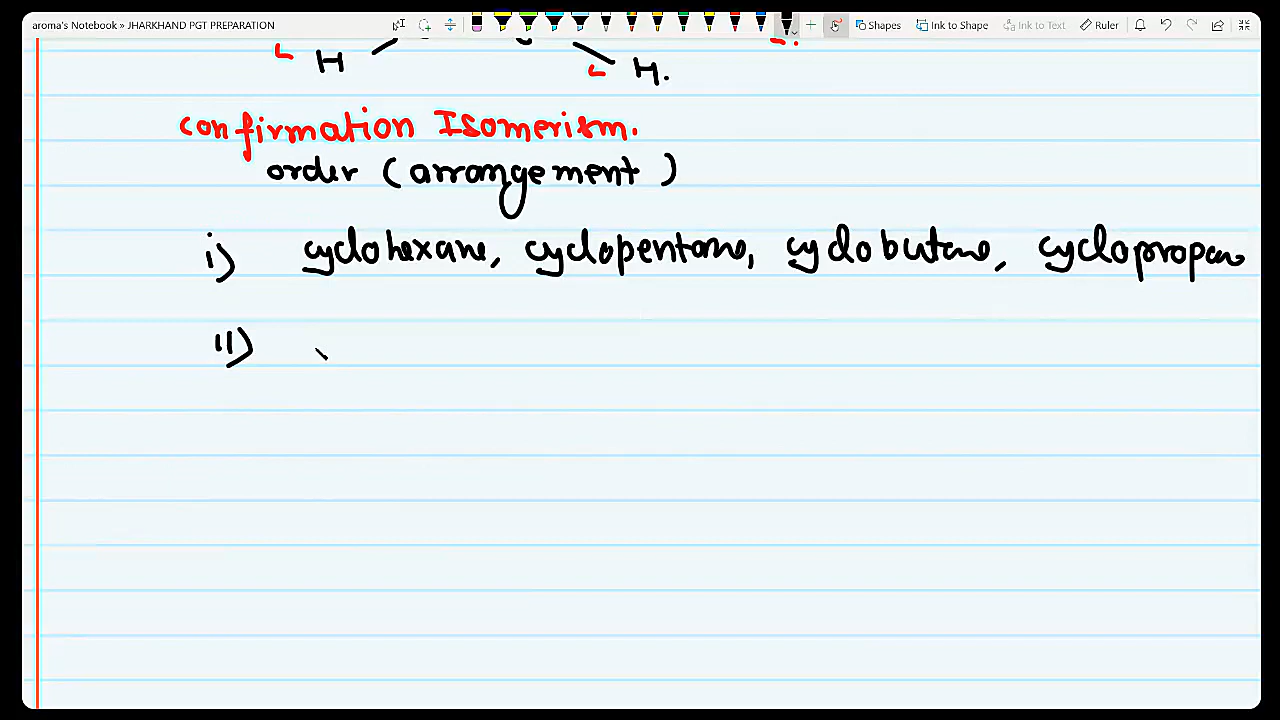 aroma's Notebook » JHARKHAND PGT PREPARATION Shapes Ink to Shape Ink to Text Ruler
H
H.
confirmation Isomerism.
order (arrangement)
i) cyclohexane, cyclopentane, cyclobutane, cyclopropane
ii)